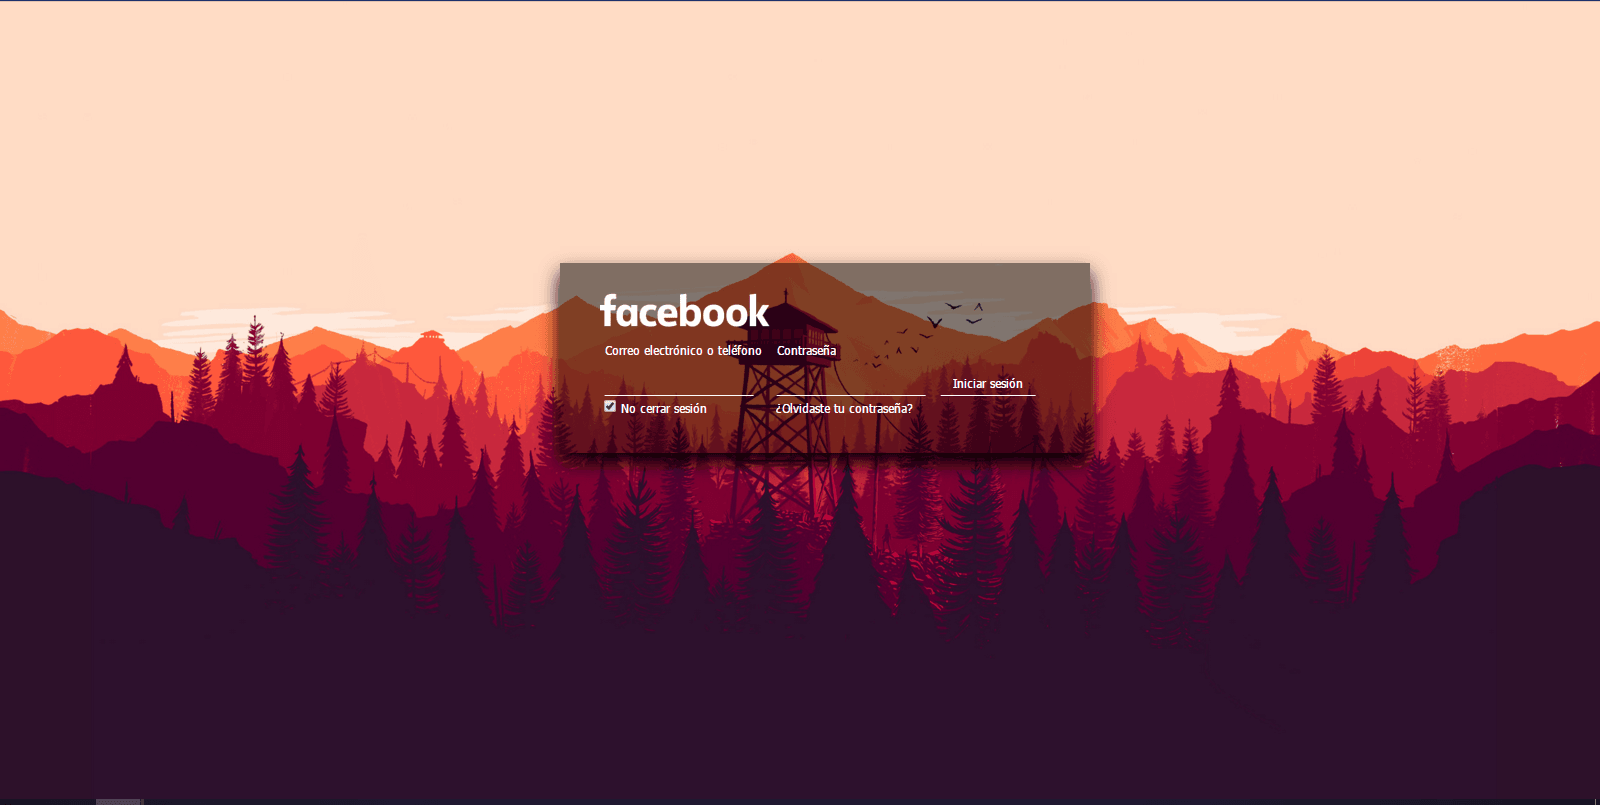 facebook
Correo electrónico o teléfono Contraseña
Iniciar sesión
No cerrar sesión ¿Olvidaste tu contraseña?